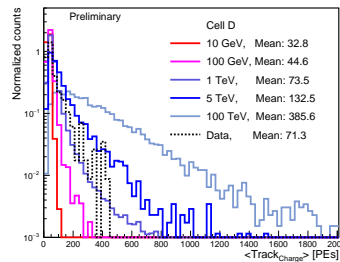 Preliminary
Cell D
10 GeV, Mean: 32.8
100 GeV, Mean: 44.6
1 TeV, Mean: 73.5
5 TeV, Mean: 132.5
100 TeV, Mean: 385.6
Data, Mean: 71.3
Normalized counts
1
10⁻¹
10⁻²
10⁻³
0 200 400 600 800 1000 1200 1400 1600 1800 2000
<Track_Charge> [PEs]